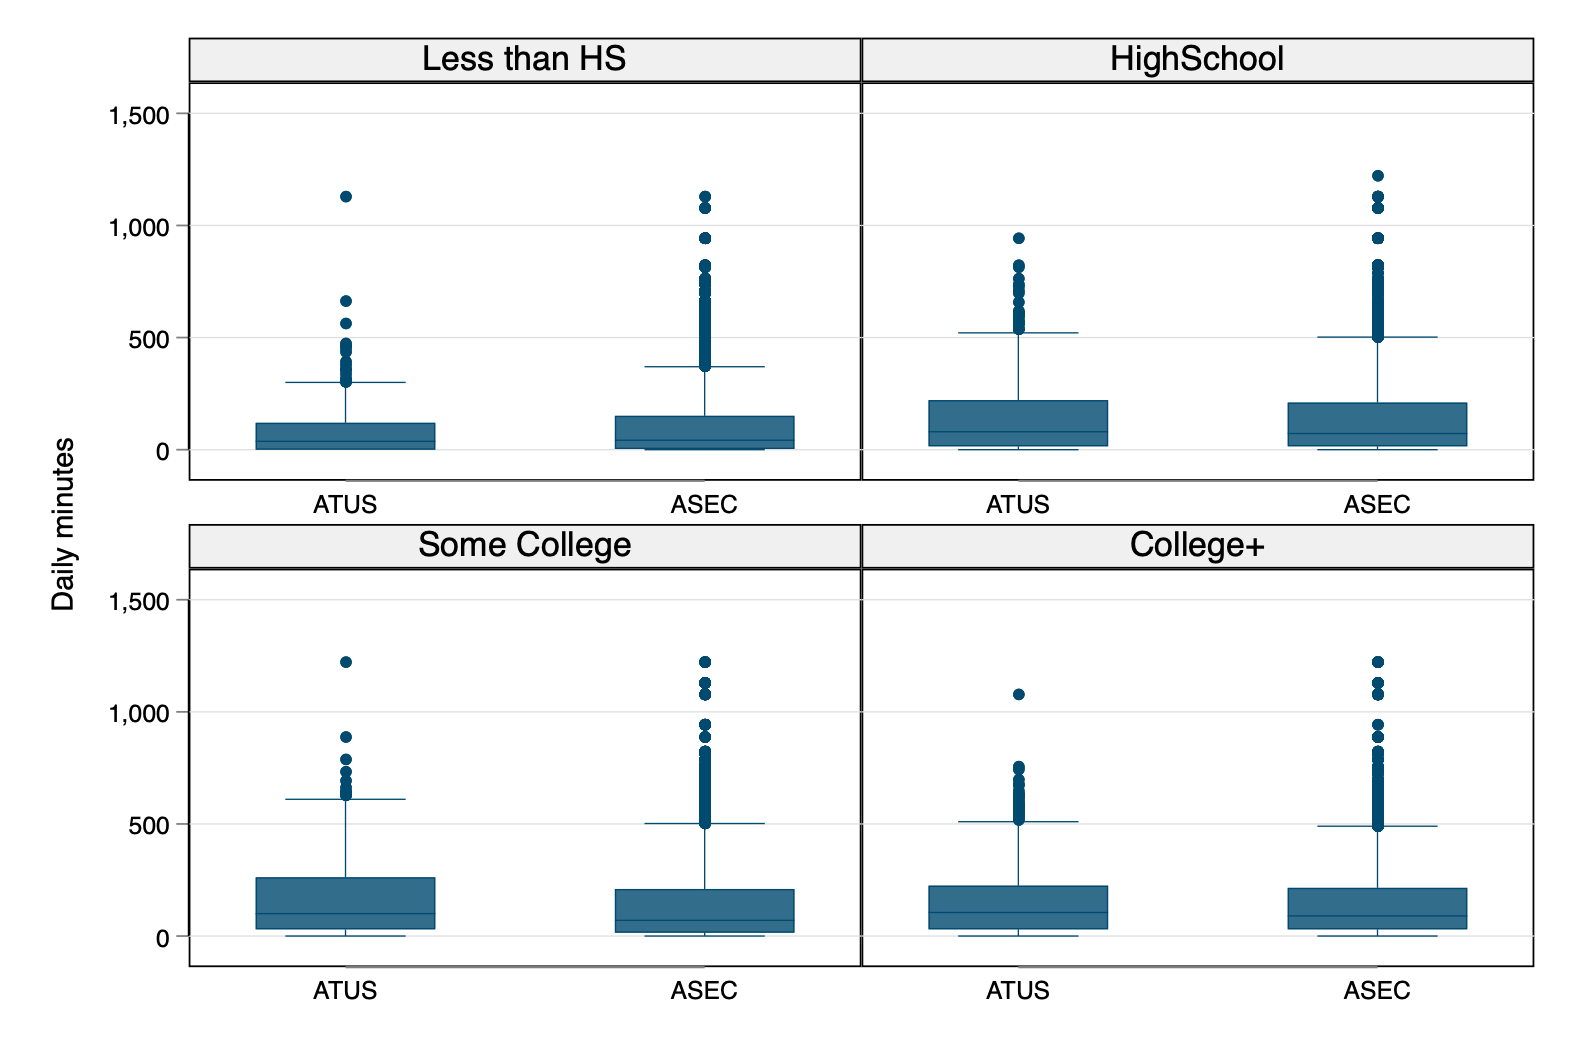 Less than HS
HighSchool
1,500
1,000
500
0
ATUS
ASEC
ATUS
ASEC
Daily minutes
Some College
College+
1,500
1,000
500
0
ATUS
ASEC
ATUS
ASEC